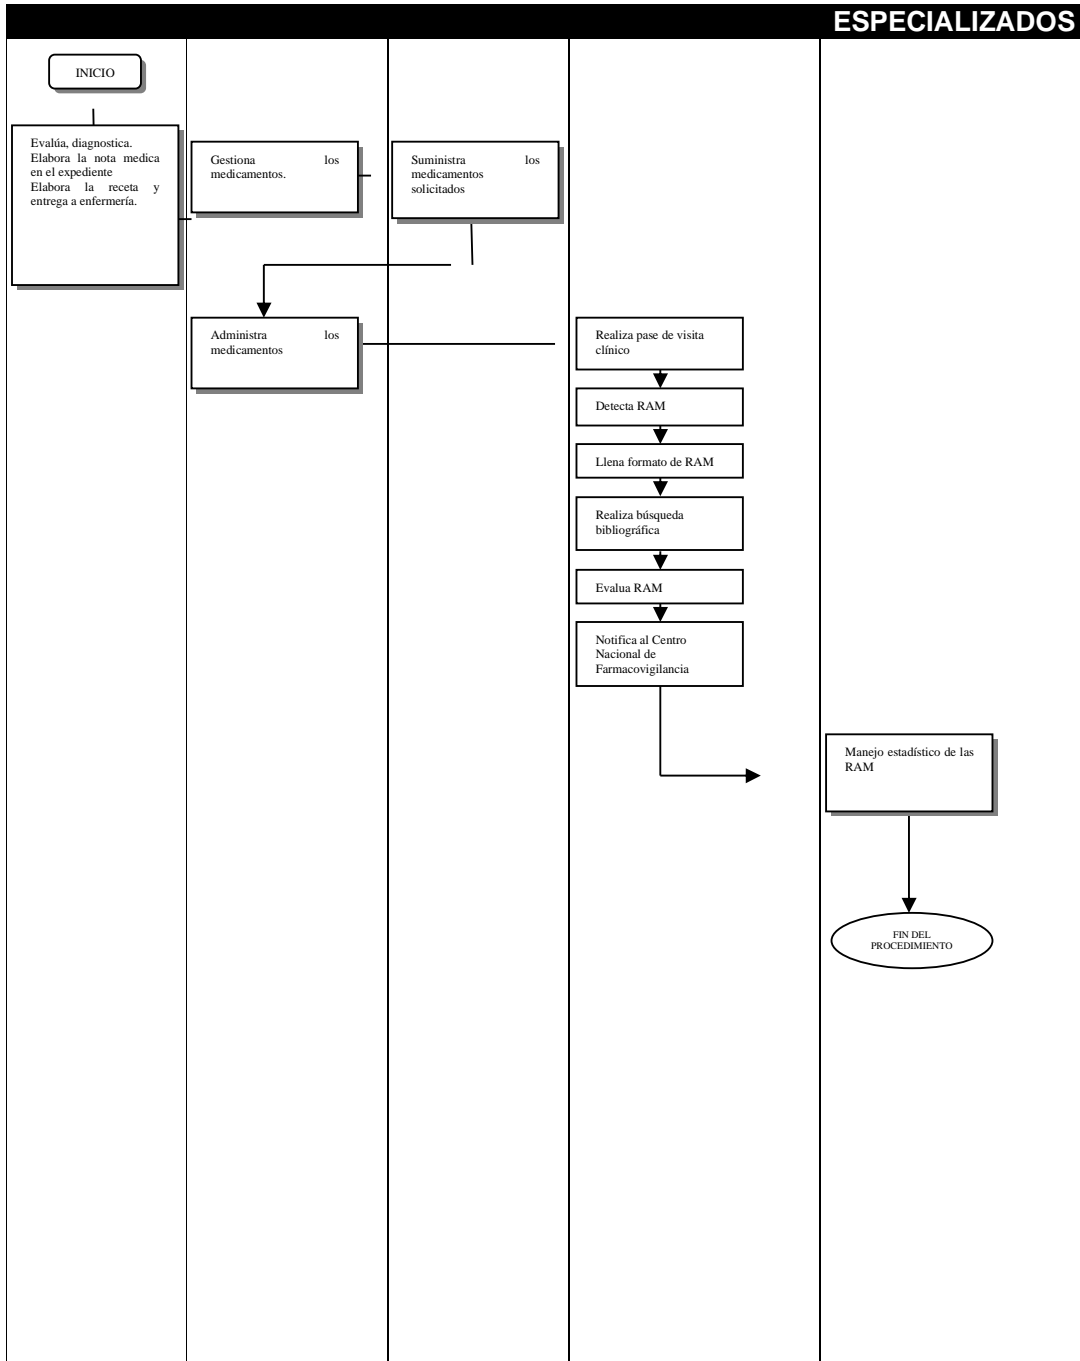 ESPECIALIZADOS
INICIO
Evalúa, diagnostica.
Elabora la nota medica
en el expediente
Elabora la receta y
entrega a enfermería.
Gestiona los
medicamentos.
Suministra los
medicamentos
solicitados
Administra los
medicamentos
Realiza pase de visita
clínico
Detecta RAM
Llena formato de RAM
Realiza búsqueda
bibliográfica
Evalua RAM
Notifica al Centro
Nacional de
Farmacovigilancia
Manejo estadístico de las
RAM
FIN DEL
PROCEDIMIENTO